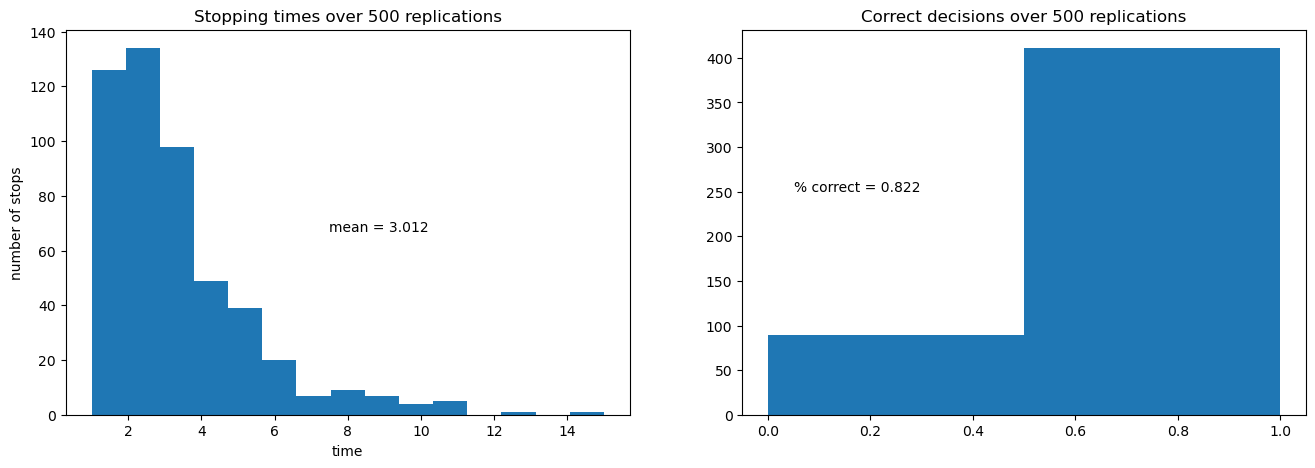 Stopping times over 500 replications
140
120
100
80
60
40
20
0
number of stops
mean = 3.012
2 4 6 8 10 12 14
time
Correct decisions over 500 replications
400
350
300
250
200
150
100
50
0
% correct = 0.822
0.0 0.2 0.4 0.6 0.8 1.0